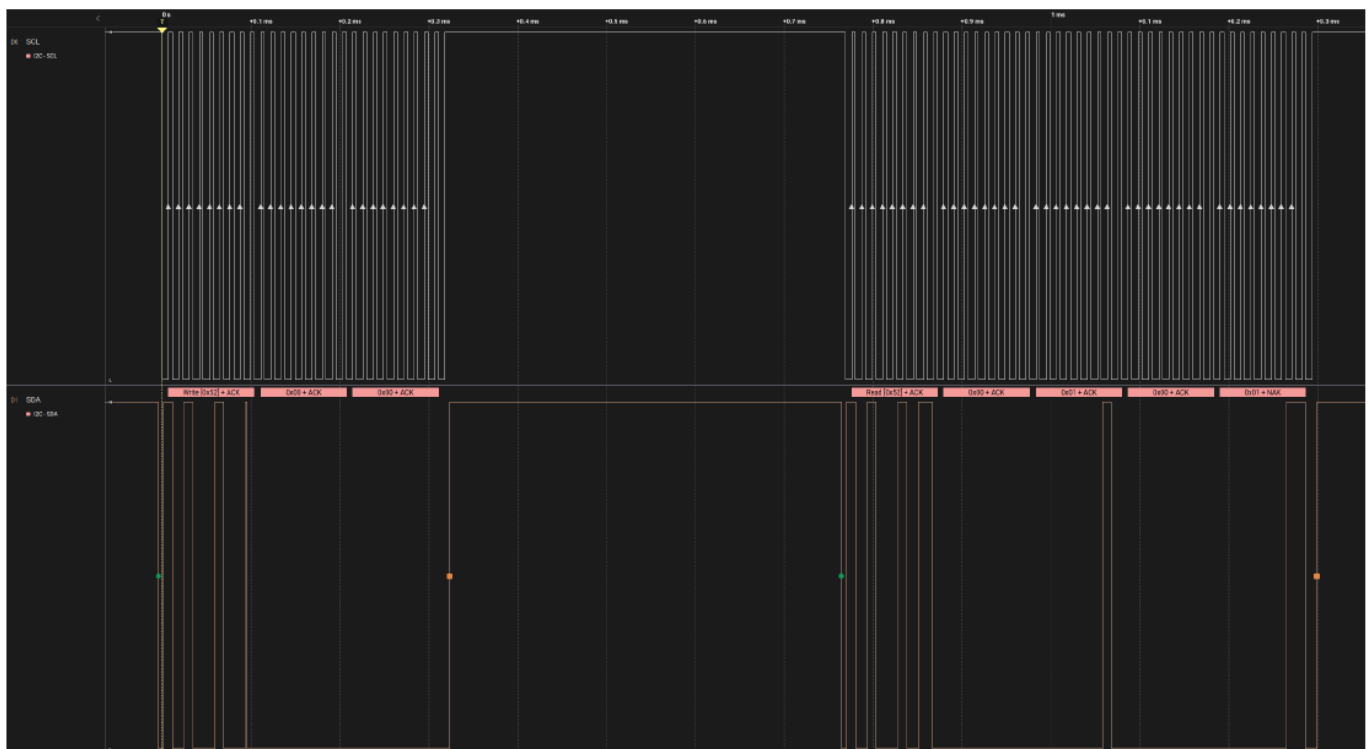 0 s
T
+0.1 ms
+0.2 ms
+0.3 ms
+0.4 ms
+0.5 ms
+0.6 ms
+0.7 ms
+0.8 ms
+0.9 ms
1 ms
+0.1 ms
+0.2 ms
+0.3 ms
SCL
I2C - SCL
Write [0x52] + ACK
0x00 + ACK
0x00 + ACK
Read [0x52] + ACK
0x00 + ACK
0x01 + ACK
0x00 + ACK
0x01 + NAK
SDA
I2C - SDA